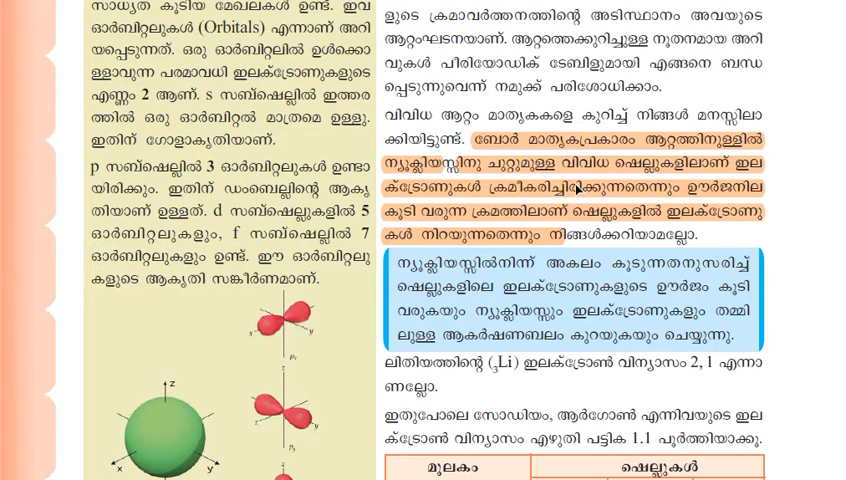 സാധ്യത കൂടിയ മേഖലകൾ ഉണ്ട്. ഇവ
ഓർബിറ്റലുകൾ (Orbitals) എന്നാണ് അറി
യപ്പെടുന്നത്. ഒരു ഓർബിറ്റലിൽ ഉൾക്കൊ
ള്ളാവുന്ന പരമാവധി ഇലക്ട്രോണുകളുടെ
എണ്ണം 2 ആണ്. s സബ്ഷെല്ലിൽ ഇത്തര
ത്തിൽ ഒരു ഓർബിറ്റൽ മാത്രമെ ഉള്ളു.
ഇതിന് ഗോളാകൃതിയാണ്.
p സബ്ഷെല്ലിൽ 3 ഓർബിറ്റലുകൾ ഉണ്ടാ
യിരിക്കും. ഇതിന് ഡംബെല്ലിന്റെ ആകൃ
തിയാണ് ഉള്ളത്. d സബ്ഷെല്ലുകളിൽ 5
ഓർബിറ്റലുകളും, f സബ്ഷെല്ലിൽ 7
ഓർബിറ്റലുകളും ഉണ്ട്. ഈ ഓർബിറ്റലു
കളുടെ ആകൃതി സങ്കീർണമാണ്.
x
y
p
z
x
y
p
z
x
y
z
ളുടെ ക്രമാവർത്തനത്തിന്റെ അടിസ്ഥാനം അവയുടെ
ആറ്റംഘടനയാണ്. ആറ്റത്തെക്കുറിച്ചുള്ള നൂതനമായ അറി
വുകൾ പീരിയോഡിക് ടേബിളുമായി എങ്ങനെ ബന്ധ
പ്പെടുന്നുവെന്ന് നമുക്ക് പരിശോധിക്കാം.
വിവിധ ആറ്റം മാതൃകകളെ കുറിച്ച് നിങ്ങൾ മനസ്സിലാ
ക്കിയിട്ടുണ്ട്. ബോർ മാതൃകപ്രകാരം ആറ്റത്തിനുള്ളിൽ
ന്യൂക്ലിയസ്സിനു ചുറ്റുമുള്ള വിവിധ ഷെല്ലുകളിലാണ് ഇല
ക്ട്രോണുകൾ ക്രമീകരിച്ചിരിക്കുന്നതെന്നും ഊർജനില
കൂടി വരുന്ന ക്രമത്തിലാണ് ഷെല്ലുകളിൽ ഇലക്ട്രോണു
കൾ നിറയുന്നതെന്നും നിങ്ങൾക്കറിയാമല്ലോ.
ന്യൂക്ലിയസ്സിൽനിന്ന് അകലം കൂടുന്നതനുസരിച്ച്
ഷെല്ലുകളിലെ ഇലക്ട്രോണുകളുടെ ഊർജം കൂടി
വരുകയും ന്യൂക്ലിയസ്സും ഇലക്ട്രോണുകളും തമ്മി
ലുള്ള ആകർഷണബലം കുറയുകയും ചെയ്യുന്നു.
ലിതിയത്തിന്റെ (₃Li) ഇലക്ട്രോൺ വിന്യാസം 2, 1 എന്നാ
ണല്ലോ.
ഇതുപോലെ സോഡിയം, ആർഗോൺ എന്നിവയുടെ ഇല
ക്ട്രോൺ വിന്യാസം എഴുതി പട്ടിക 1.1 പൂർത്തിയാക്കൂ.
മൂലകം
ഷെല്ലുകൾ